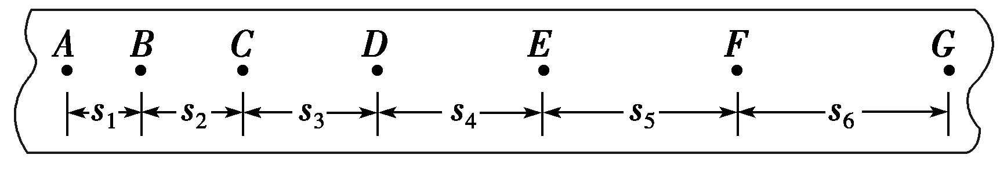 A B C D E F G
s₁ s₂ s₃ s₄ s₅ s₆